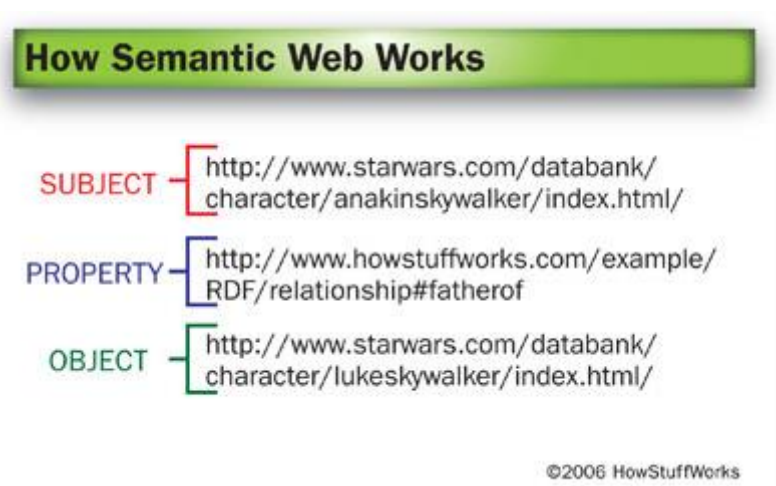 How Semantic Web Works
SUBJECT
http://www.starwars.com/databank/
character/anakinskywalker/index.html/
PROPERTY
http://www.howstuffworks.com/example/
RDF/relationship#fatherof
OBJECT
http://www.starwars.com/databank/
character/lukeskywalker/index.html/
©2006 HowStuffWorks